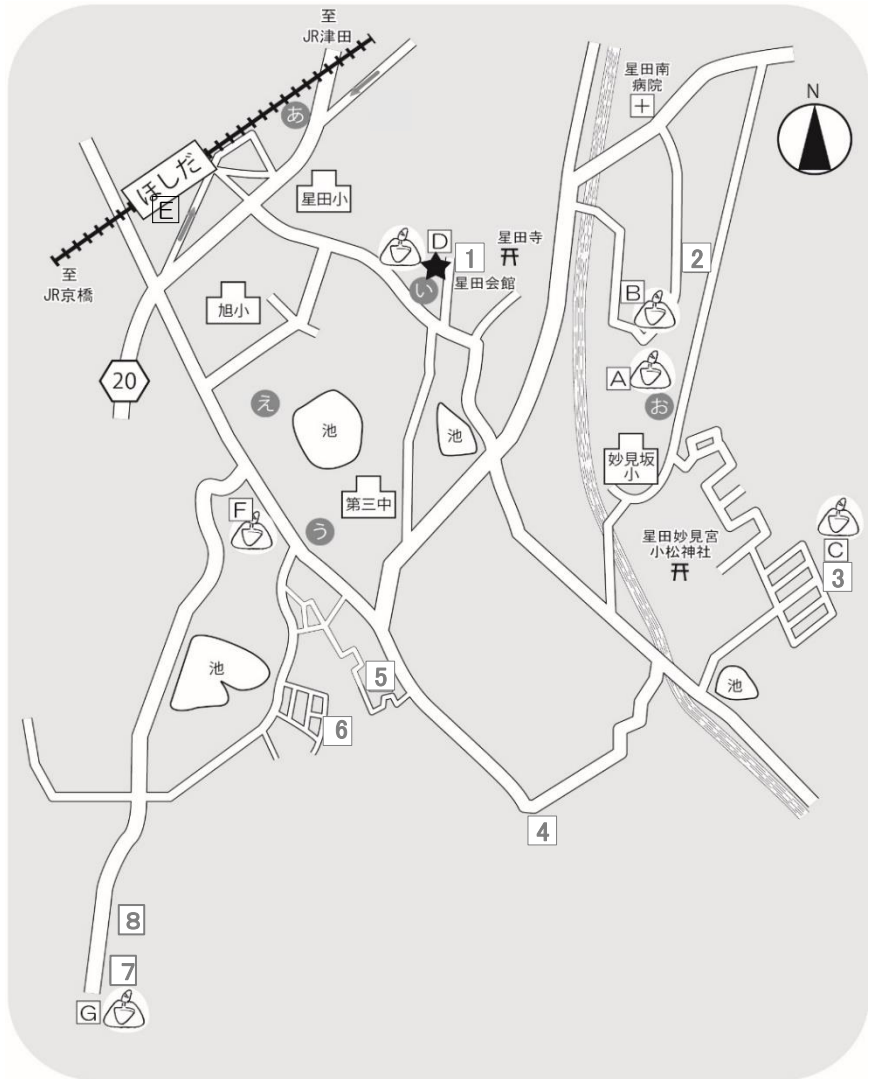 至
JR津田
星田南
病院
N
あ
ほしだ
E
星田小
至
JR京橋
D
1
星田寺
星田会館
い
2
旭小
B
20
A
え
お
池
池
妙見坂
小
第三中
F
う
星田妙見宮
小松神社
C
3
池
5
池
6
4
8
7
G